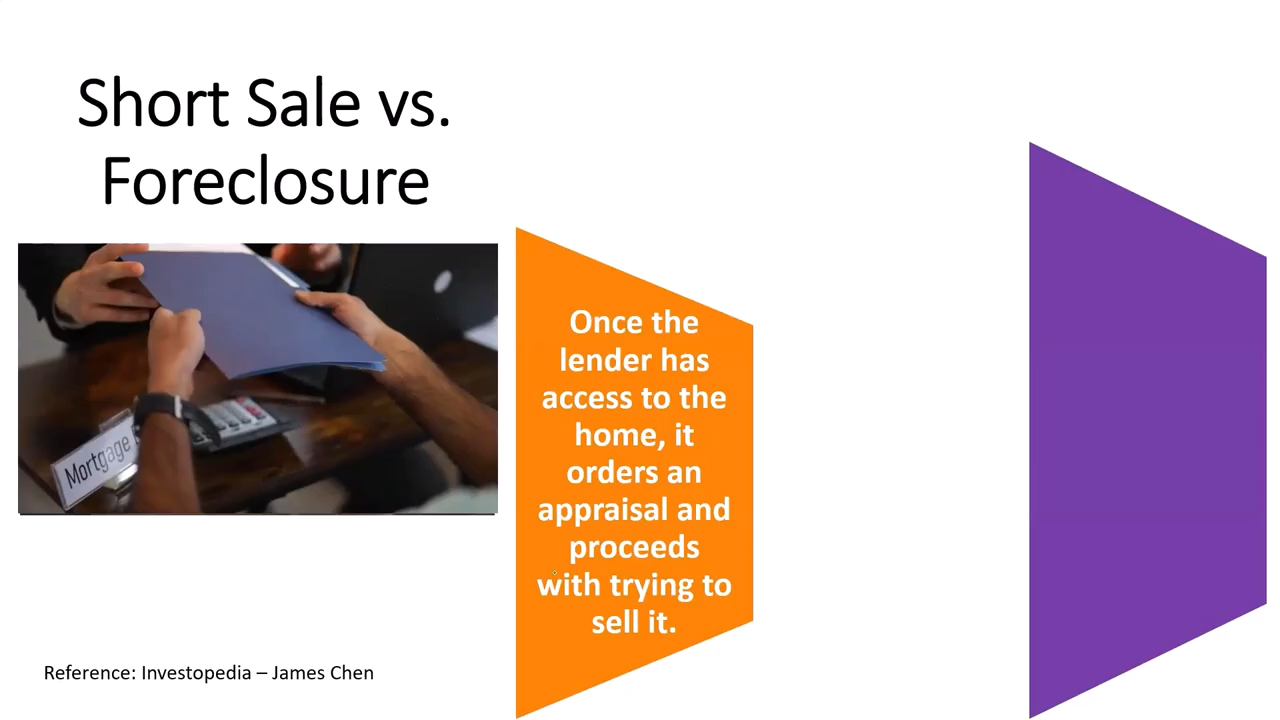 Short Sale vs.
Foreclosure
Mortgage
Once the
lender has
access to the
home, it
orders an
appraisal and
proceeds
with trying to
sell it.
Reference: Investopedia – James Chen